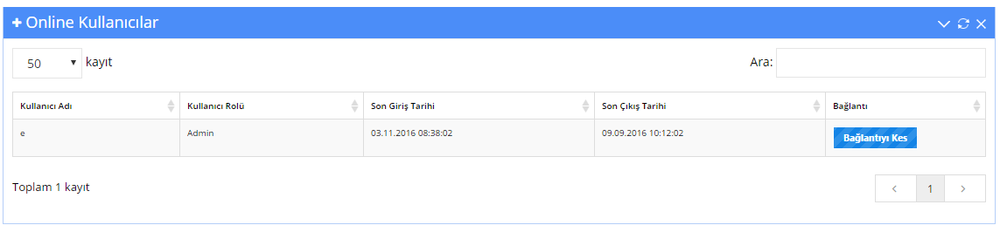 Online Kullanıcılar
50 kayıt Ara:
Kullanıcı Adı Kullanıcı Rolü Son Giriş Tarihi Son Çıkış Tarihi Bağlantı
e Admin 03.11.2016 08:38:02 09.09.2016 10:12:02 Bağlantıyı Kes
Toplam 1 kayıt 1